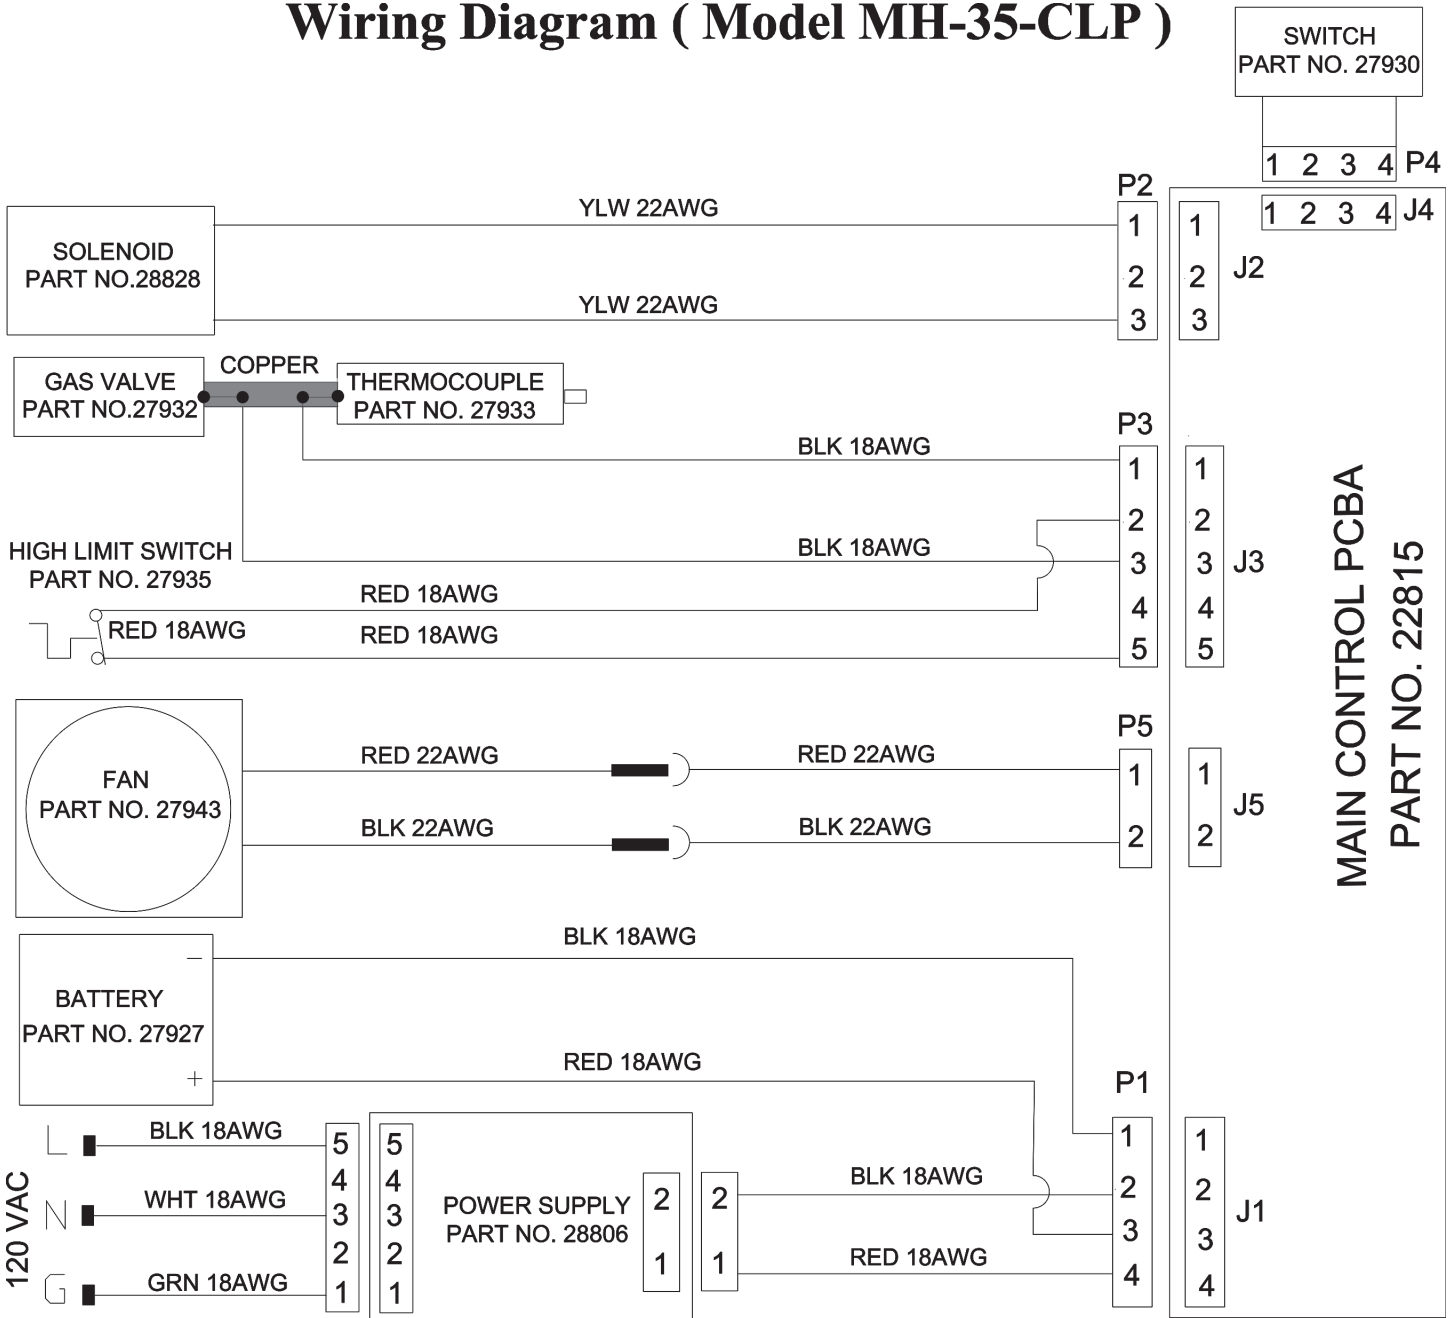 Wiring Diagram ( Model MH-35-CLP )
SWITCH
PART NO. 27930
1 2 3 4 P4
1 2 3 4 J4
SOLENOID
PART NO.28828
YLW 22AWG
YLW 22AWG
P2
1
2
3
1
2
3
J2
GAS VALVE
PART NO.27932
COPPER
THERMOCOUPLE
PART NO. 27933
BLK 18AWG
BLK 18AWG
HIGH LIMIT SWITCH
PART NO. 27935
RED 18AWG
RED 18AWG
RED 18AWG
P3
1
2
3
4
5
1
2
3
4
5
J3
MAIN CONTROL PCBA
PART NO. 22815
FAN
PART NO. 27943
RED 22AWG
RED 22AWG
BLK 22AWG
BLK 22AWG
P5
1
2
1
2
J5
BATTERY
PART NO. 27927
−
+
BLK 18AWG
RED 18AWG
120 VAC
L
N
G
BLK 18AWG
WHT 18AWG
GRN 18AWG
5
4
3
2
1
5
4
3
2
1
POWER SUPPLY
PART NO. 28806
2
1
2
1
BLK 18AWG
RED 18AWG
P1
1
2
3
4
1
2
3
4
J1